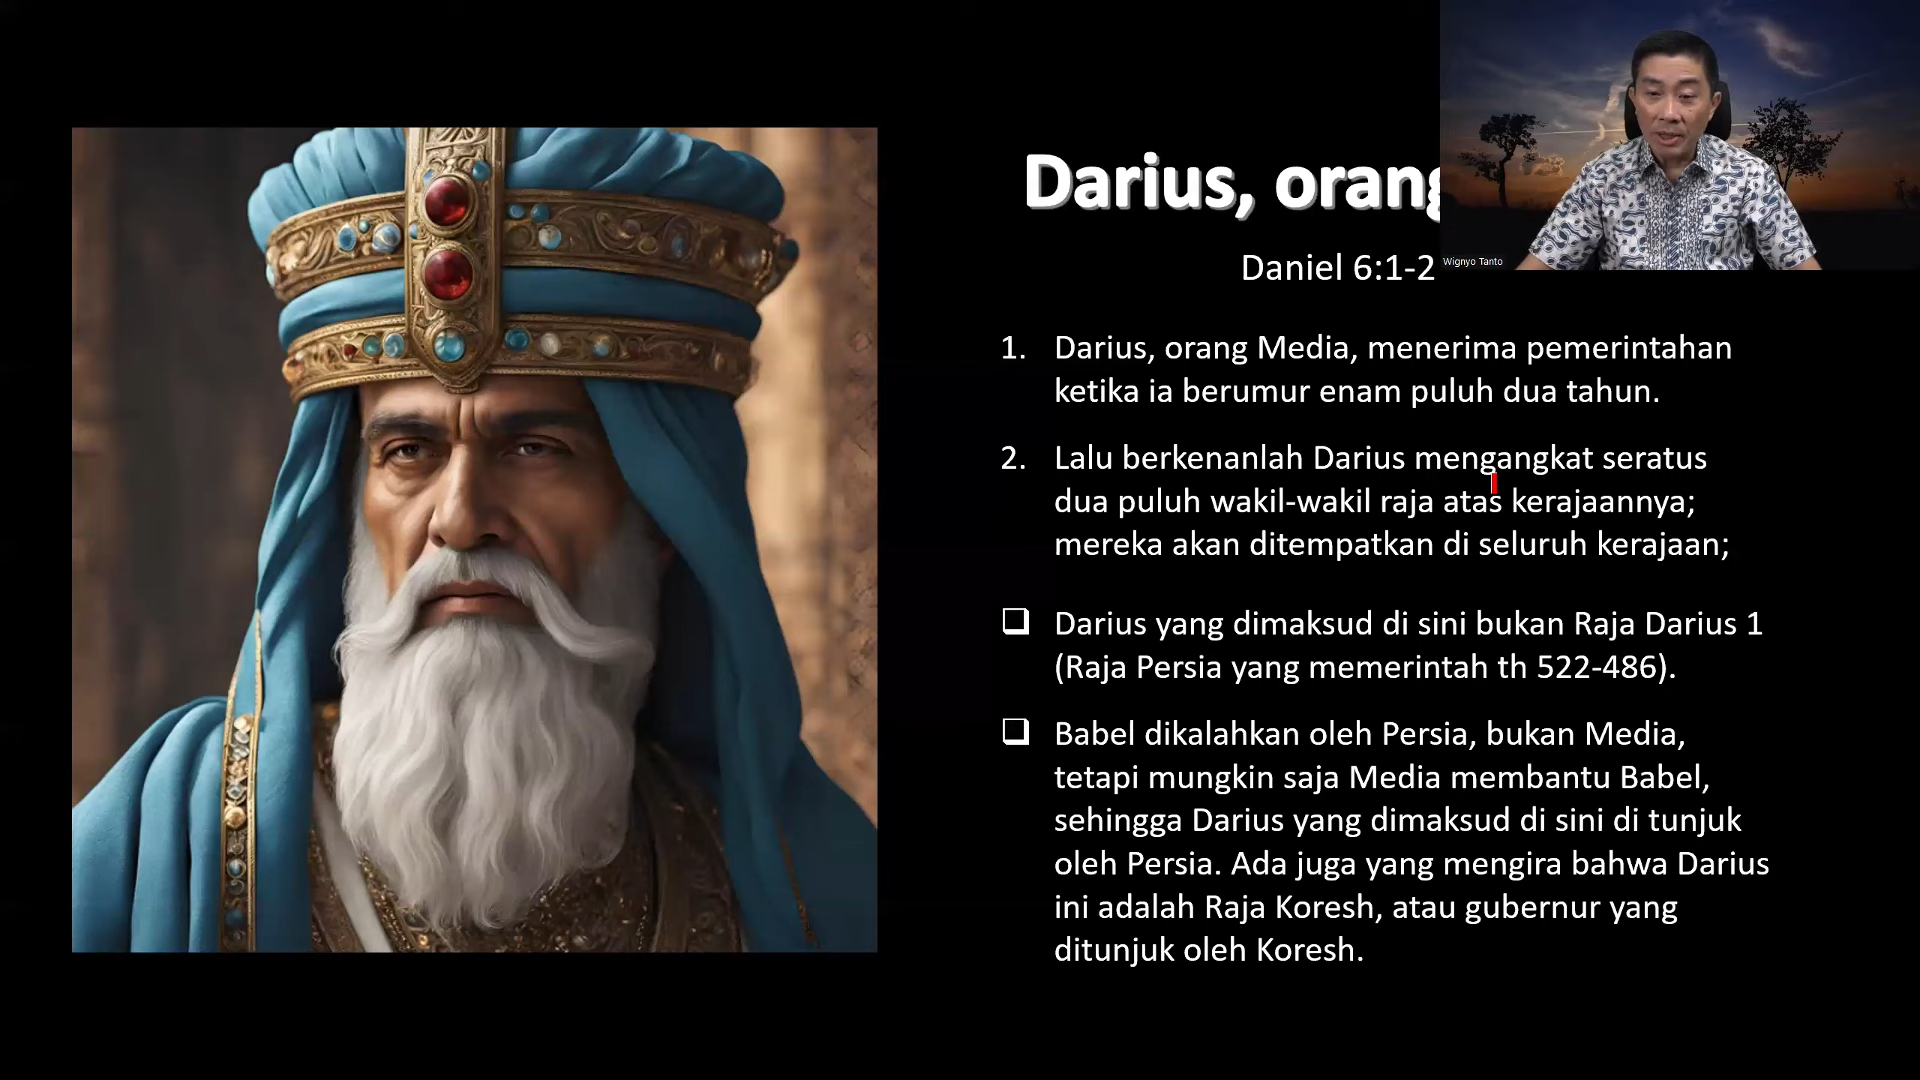 Darius, orang
Daniel 6:1-2
Wignyo Tanto
1. Darius, orang Media, menerima pemerintahan
ketika ia berumur enam puluh dua tahun.
2. Lalu berkenanlah Darius mengangkat seratus
dua puluh wakil-wakil raja atas kerajaannya;
mereka akan ditempatkan di seluruh kerajaan;
❑ Darius yang dimaksud di sini bukan Raja Darius 1
(Raja Persia yang memerintah th 522-486).
❑ Babel dikalahkan oleh Persia, bukan Media,
tetapi mungkin saja Media membantu Babel,
sehingga Darius yang dimaksud di sini di tunjuk
oleh Persia. Ada juga yang mengira bahwa Darius
ini adalah Raja Koresh, atau gubernur yang
ditunjuk oleh Koresh.